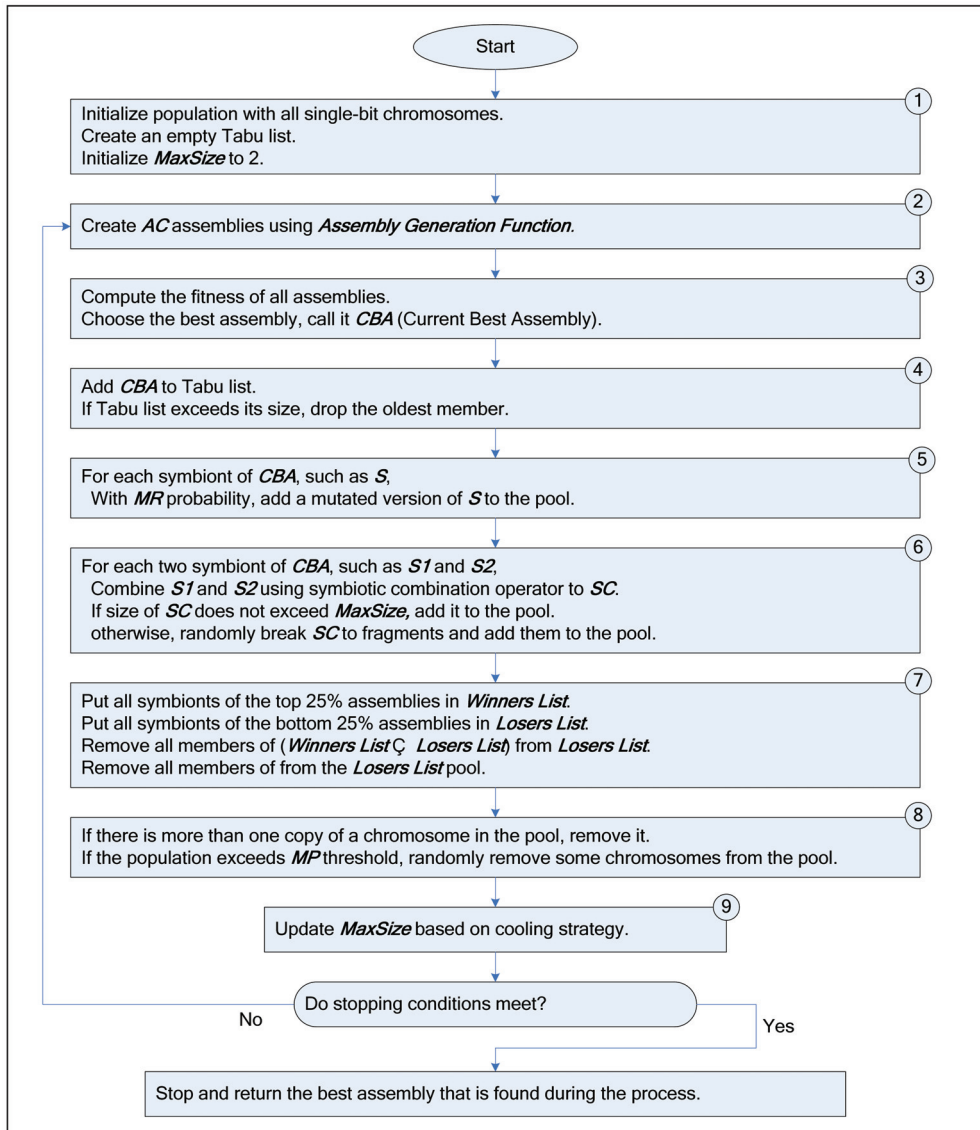 Start
1
Initialize population with all single-bit chromosomes.
Create an empty Tabu list.
Initialize MaxSize to 2.
2
Create AC assemblies using Assembly Generation Function.
3
Compute the fitness of all assemblies.
Choose the best assembly, call it CBA (Current Best Assembly).
4
Add CBA to Tabu list.
If Tabu list exceeds its size, drop the oldest member.
5
For each symbiont of CBA, such as S,
With MR probability, add a mutated version of S to the pool.
6
For each two symbiont of CBA, such as S1 and S2,
Combine S1 and S2 using symbiotic combination operator to SC.
If size of SC does not exceed MaxSize, add it to the pool.
otherwise, randomly break SC to fragments and add them to the pool.
7
Put all symbionts of the top 25% assemblies in Winners List.
Put all symbionts of the bottom 25% assemblies in Losers List.
Remove all members of (Winners List Ç Losers List) from Losers List.
Remove all members of from the Losers List pool.
8
If there is more than one copy of a chromosome in the pool, remove it.
If the population exceeds MP threshold, randomly remove some chromosomes from the pool.
9
Update MaxSize based on cooling strategy.
Do stopping conditions meet?
No
Yes
Stop and return the best assembly that is found during the process.